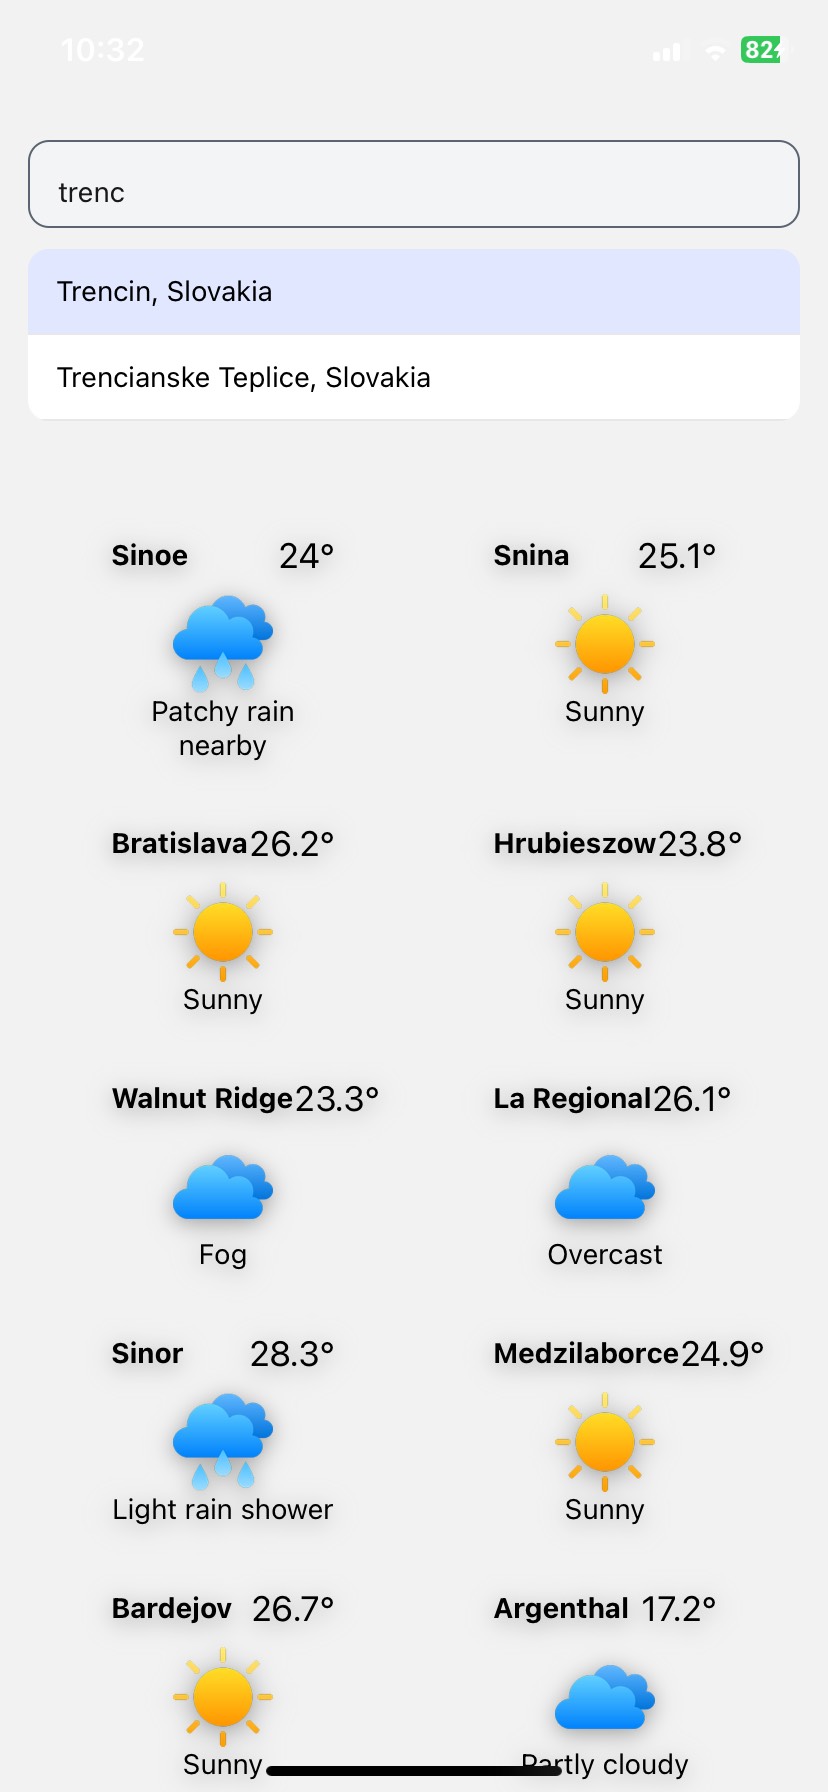 10:32 82
trenc
Trencin, Slovakia
Trencianske Teplice, Slovakia
Sinoe 24° Snina 25.1°
Patchy rain nearby Sunny
Bratislava 26.2° Hrubieszow 23.8°
Sunny Sunny
Walnut Ridge 23.3° La Regional 26.1°
Fog Overcast
Sinor 28.3° Medzilaborce 24.9°
Light rain shower Sunny
Bardejov 26.7° Argenthal 17.2°
Sunny Partly cloudy